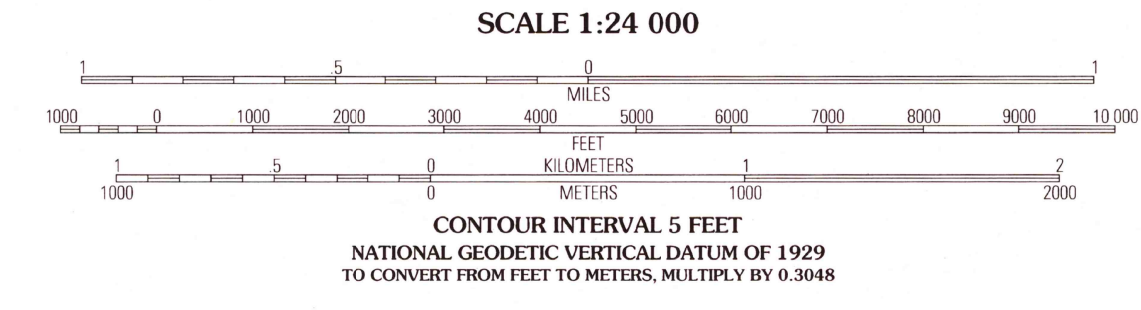 SCALE 1:24 000
1 .5 0 1
MILES
1000 0 1000 2000 3000 4000 5000 6000 7000 8000 9000 10 000
FEET
1 .5 0 KILOMETERS 1 2
1000 0 METERS 1000 2000
CONTOUR INTERVAL 5 FEET
NATIONAL GEODETIC VERTICAL DATUM OF 1929
TO CONVERT FROM FEET TO METERS, MULTIPLY BY 0.3048